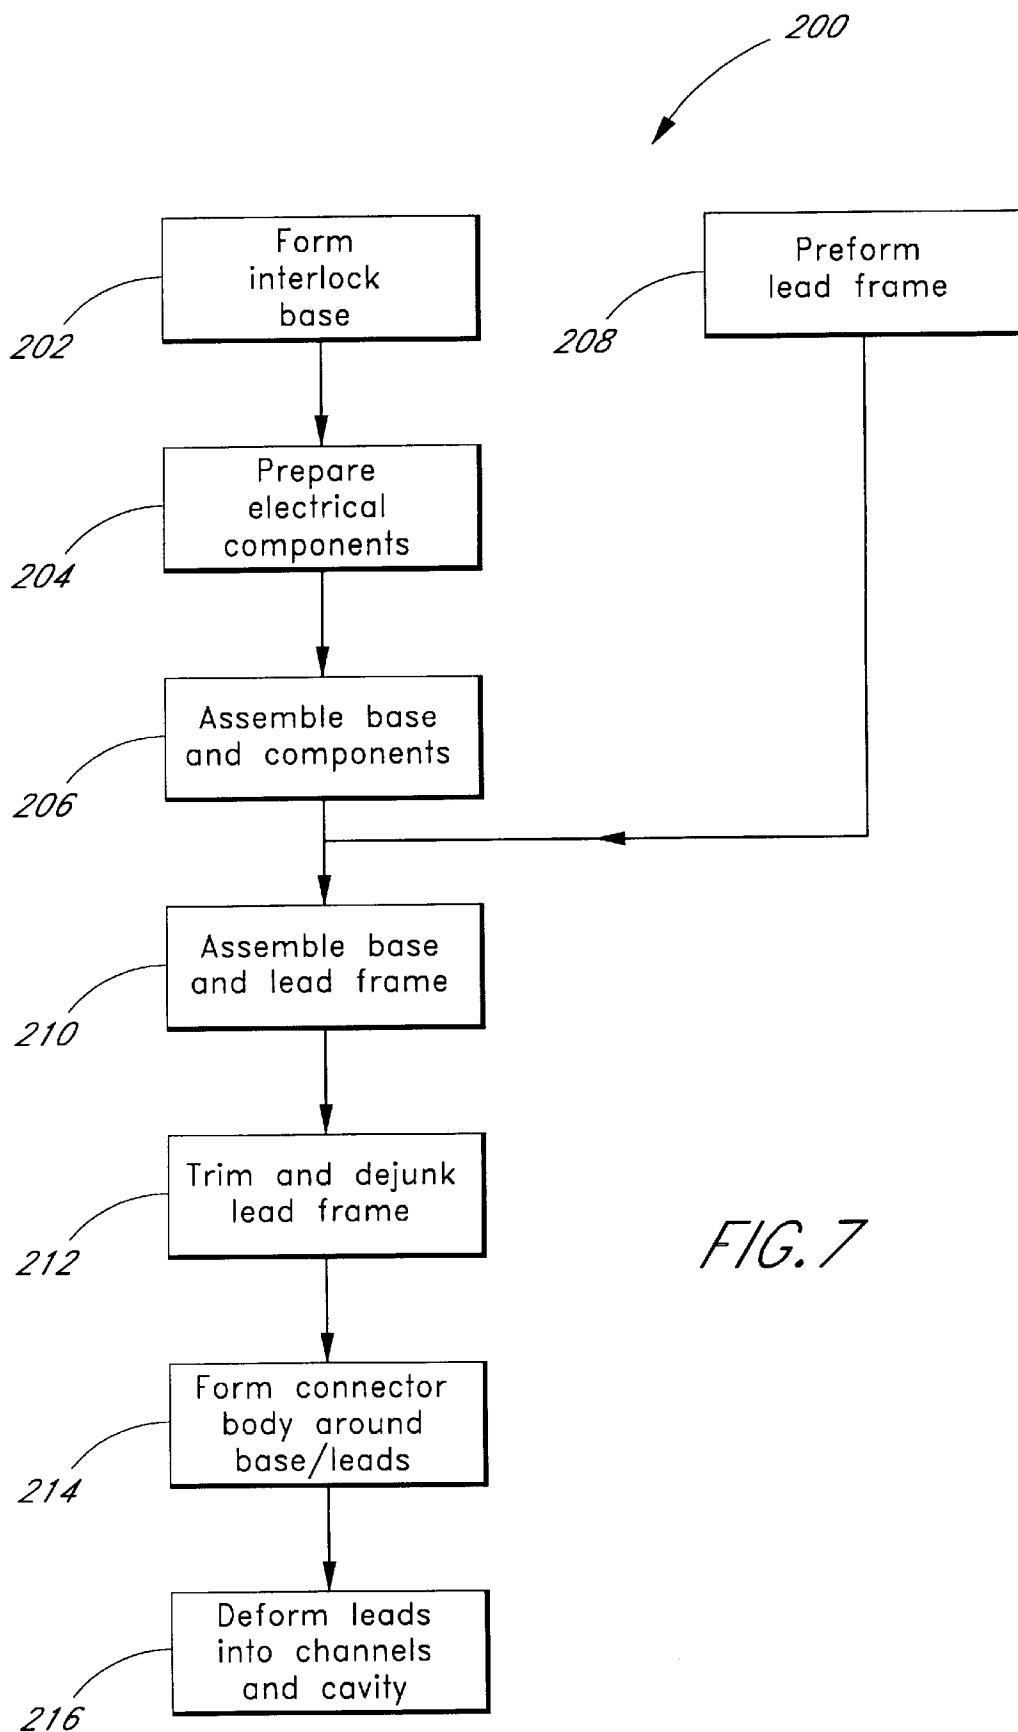 200
Form
interlock
base
202
Preform
lead frame
208
Prepare
electrical
components
204
Assemble base
and components
206
Assemble base
and lead frame
210
Trim and dejunk
lead frame
212
FIG. 7
Form connector
body around
base/leads
214
Deform leads
into channels
and cavity
216